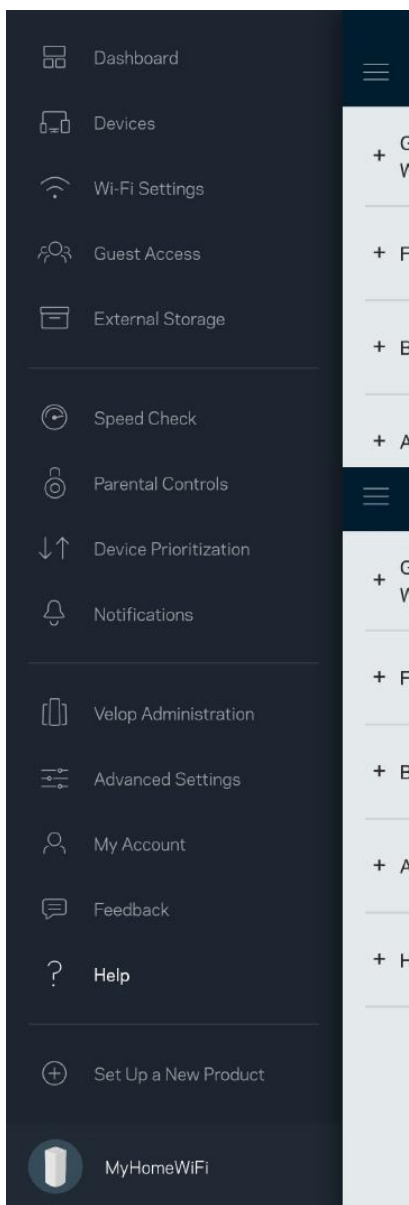 Dashboard
Devices
Wi-Fi Settings
Guest Access
External Storage
Speed Check
Parental Controls
Device Prioritization
Notifications
Velop Administration
Advanced Settings
My Account
Feedback
Help
Set Up a New Product
MyHomeWiFi